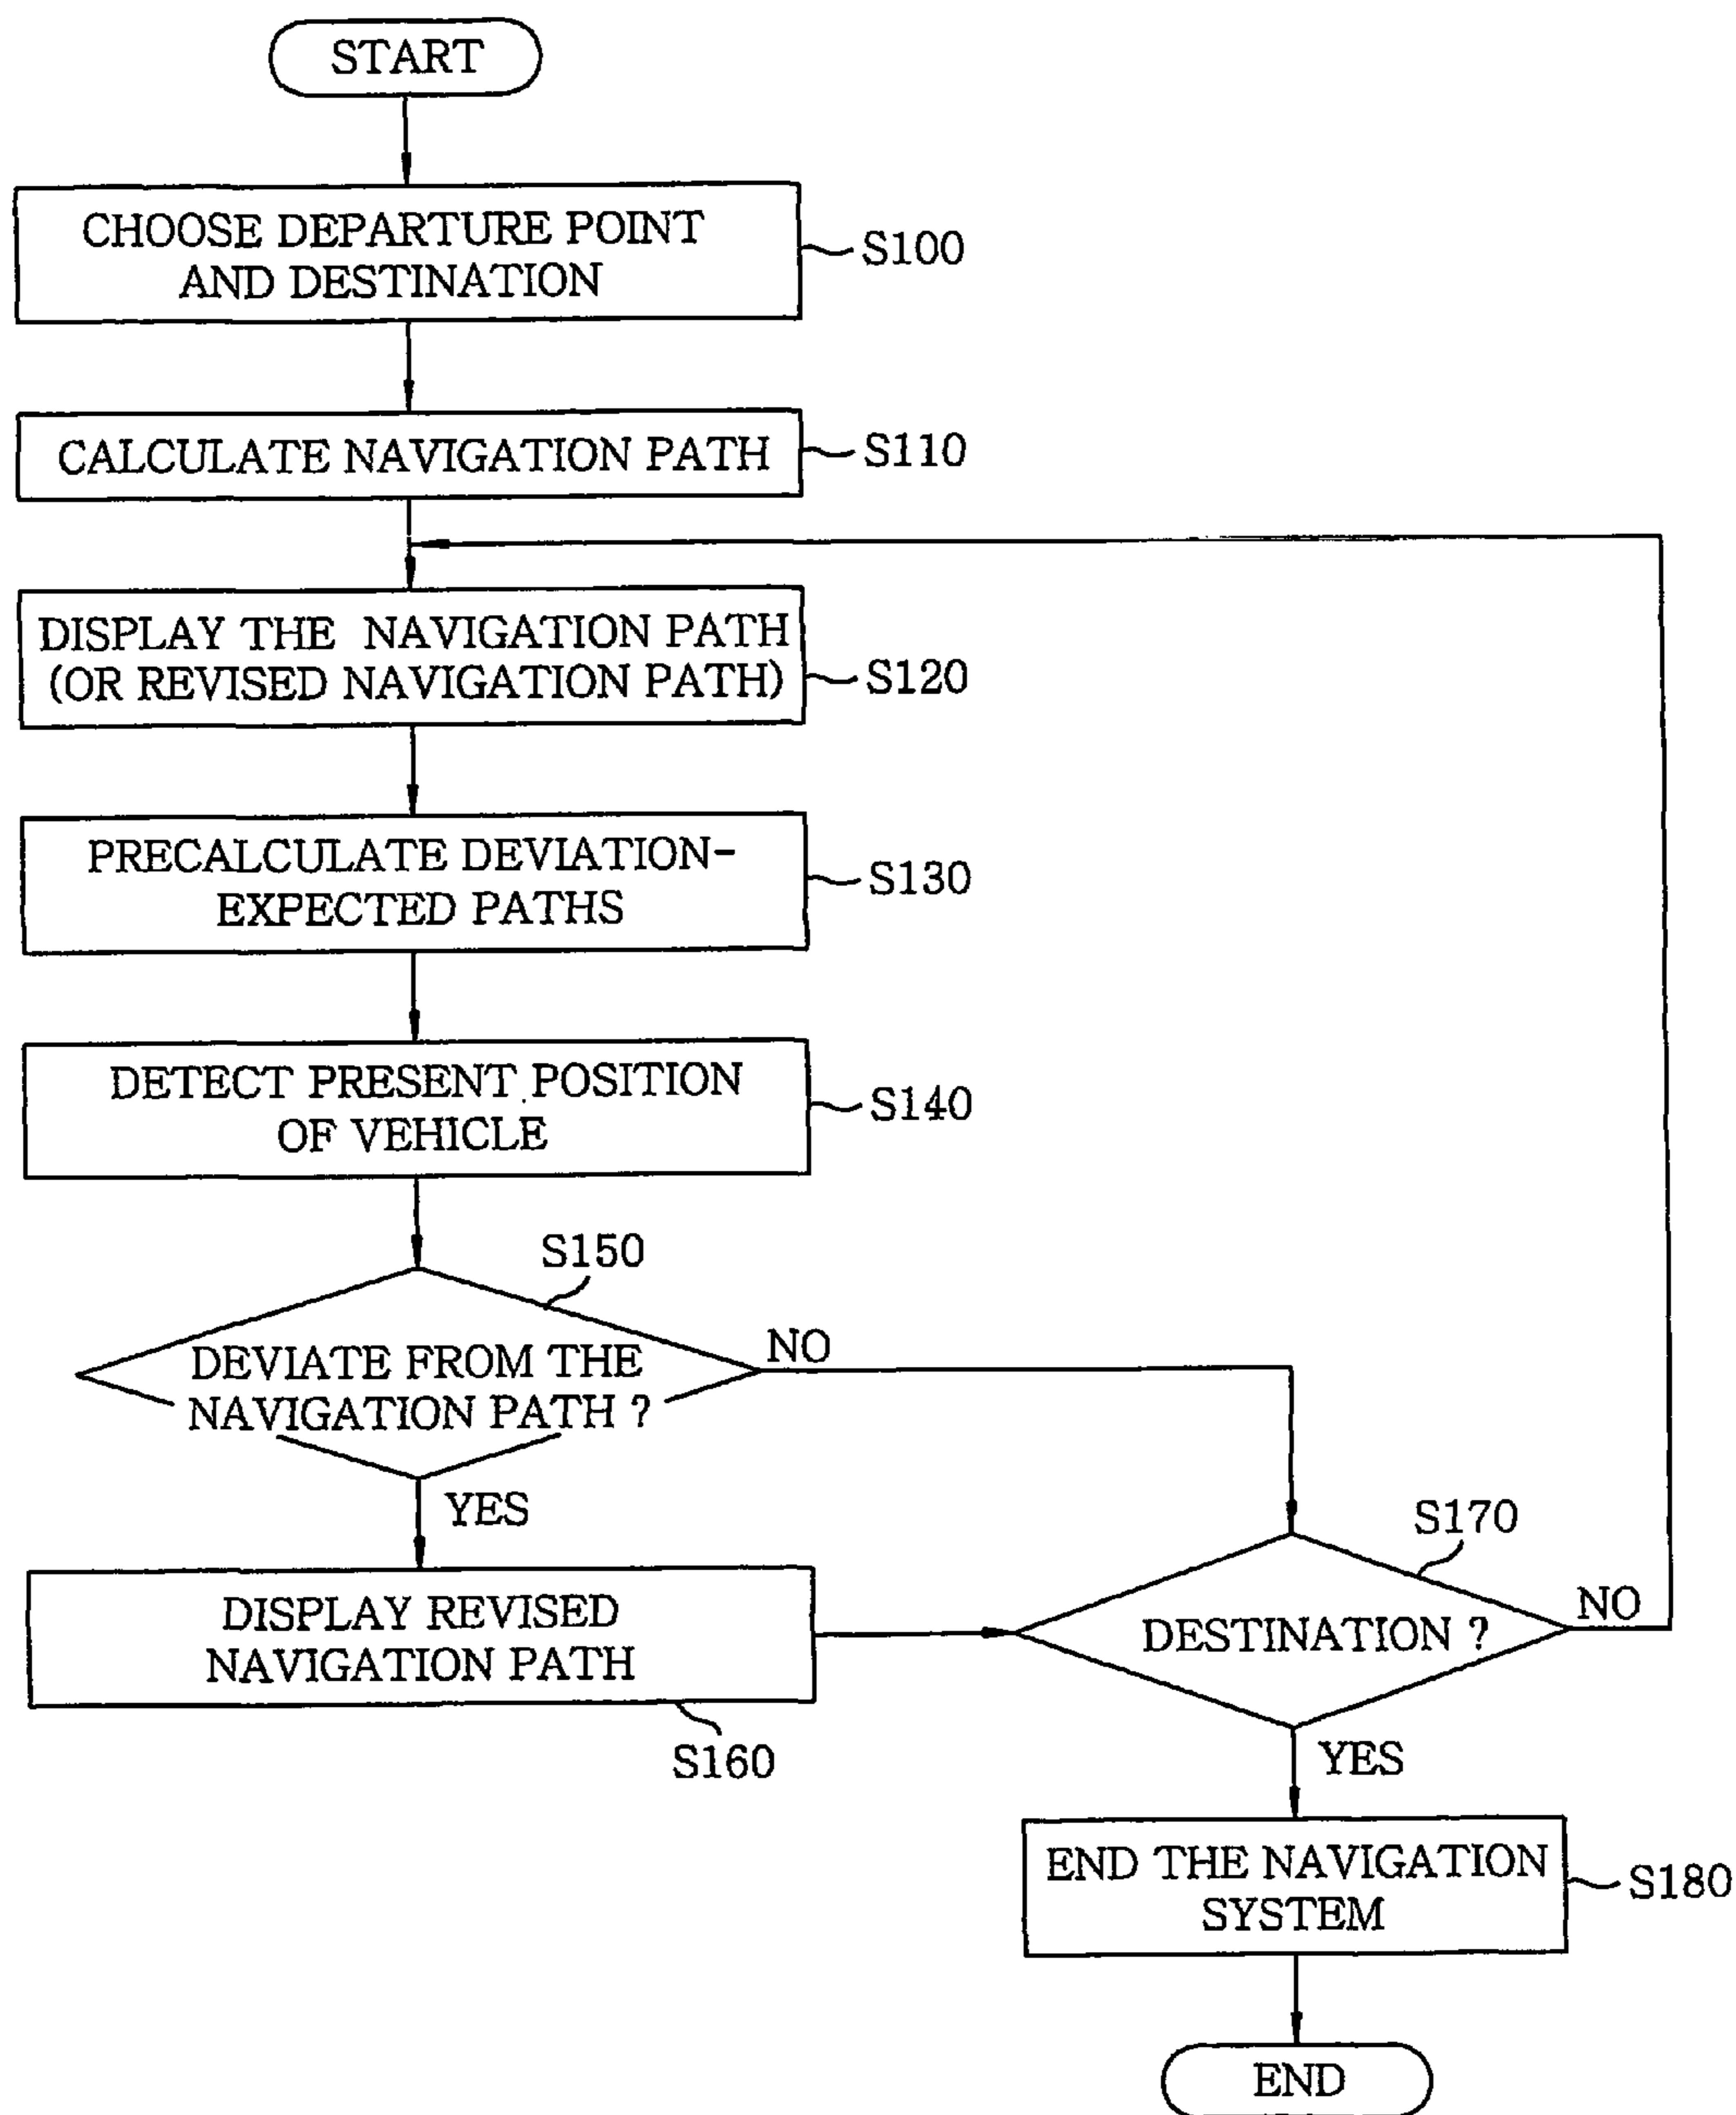 START
CHOOSE DEPARTURE POINT
AND DESTINATION
S100
CALCULATE NAVIGATION PATH
S110
DISPLAY THE NAVIGATION PATH
(OR REVISED NAVIGATION PATH)
S120
PRECALCULATE DEVIATION-
EXPECTED PATHS
S130
DETECT PRESENT POSITION
OF VEHICLE
S140
S150
DEVIATE FROM THE
NAVIGATION PATH ?
NO
YES
DISPLAY REVISED
NAVIGATION PATH
S160
S170
DESTINATION ?
NO
YES
END THE NAVIGATION
SYSTEM
S180
END